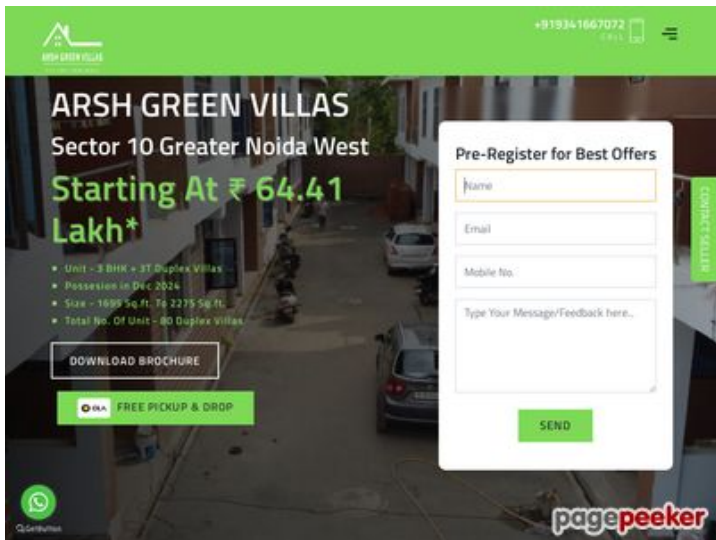 +919341667072
CALL
ARSH GREEN VILLAS
ARSH GREEN VILLAS
Sector 10 Greater Noida West
Starting At ₹ 64.41
Lakh*
Unit - 3 BHK + 3T Duplex Villas
Possesion in Dec 2024
Size - 1695 Sq.ft. To 2275 Sq.ft.
Total No. Of Unit - 80 Duplex Villas
DOWNLOAD BROCHURE
OLA FREE PICKUP & DROP
Pre-Register for Best Offers
Name
Email
Mobile No.
Type Your Message/Feedback here..
SEND
CONTACT SELLER
GetButton
pagepeeker